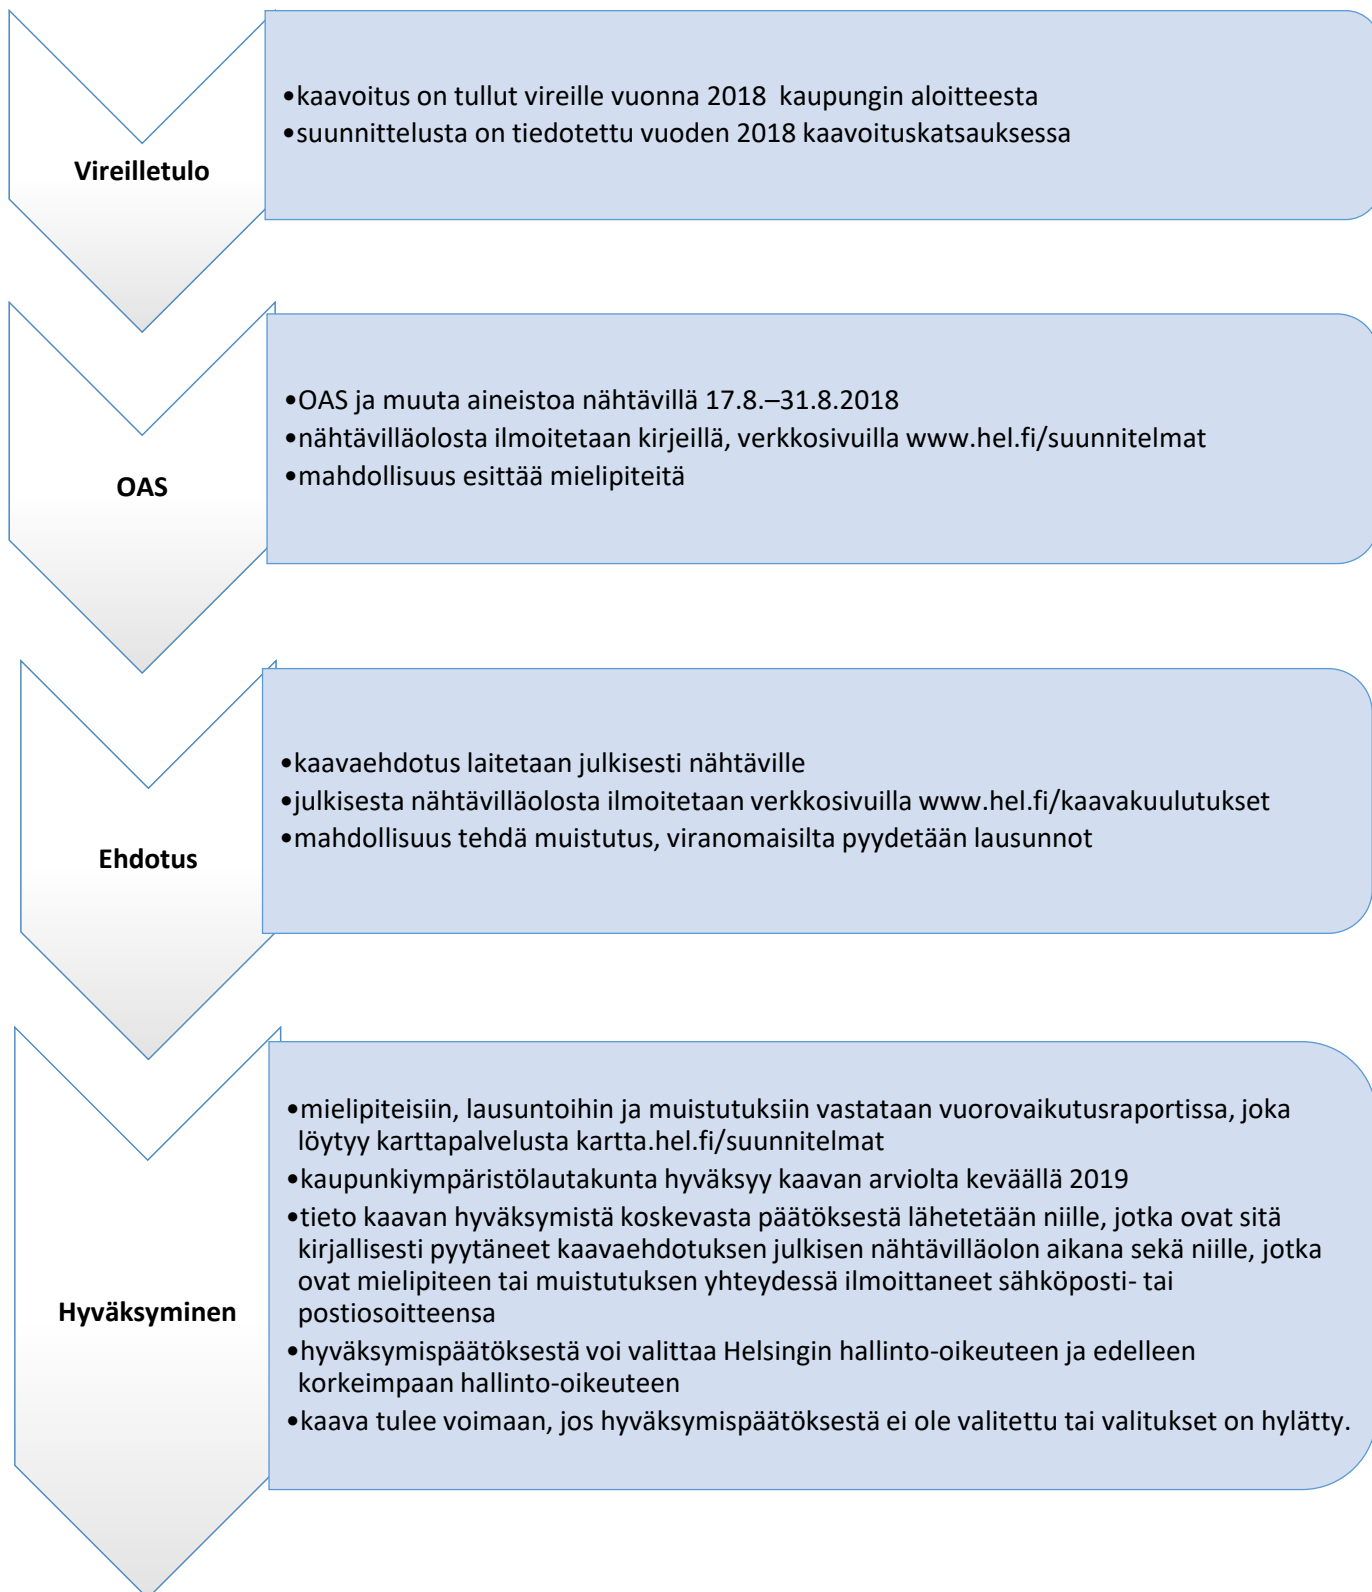 Vireilletulo
•kaavoitus on tullut vireille vuonna 2018  kaupungin aloitteesta
•suunnittelusta on tiedotettu vuoden 2018 kaavoituskatsauksessa
OAS
•OAS ja muuta aineistoa nähtävillä 17.8.–31.8.2018
•nähtävilläolosta ilmoitetaan kirjeillä, verkkosivuilla www.hel.fi/suunnitelmat
•mahdollisuus esittää mielipiteitä
Ehdotus
•kaavaehdotus laitetaan julkisesti nähtäville
•julkisesta nähtävilläolosta ilmoitetaan verkkosivuilla www.hel.fi/kaavakuulutukset
•mahdollisuus tehdä muistutus, viranomaisilta pyydetään lausunnot
Hyväksyminen
•mielipiteisiin, lausuntoihin ja muistutuksiin vastataan vuorovaikutusraportissa, joka
löytyy karttapalvelusta kartta.hel.fi/suunnitelmat
•kaupunkiympäristölautakunta hyväksyy kaavan arviolta keväällä 2019
•tieto kaavan hyväksymistä koskevasta päätöksestä lähetetään niille, jotka ovat sitä
kirjallisesti pyytäneet kaavaehdotuksen julkisen nähtävilläolon aikana sekä niille, jotka
ovat mielipiteen tai muistutuksen yhteydessä ilmoittaneet sähköposti- tai
postiosoitteensa
•hyväksymispäätöksestä voi valittaa Helsingin hallinto-oikeuteen ja edelleen
korkeimpaan hallinto-oikeuteen
•kaava tulee voimaan, jos hyväksymispäätöksestä ei ole valitettu tai valitukset on hylätty.